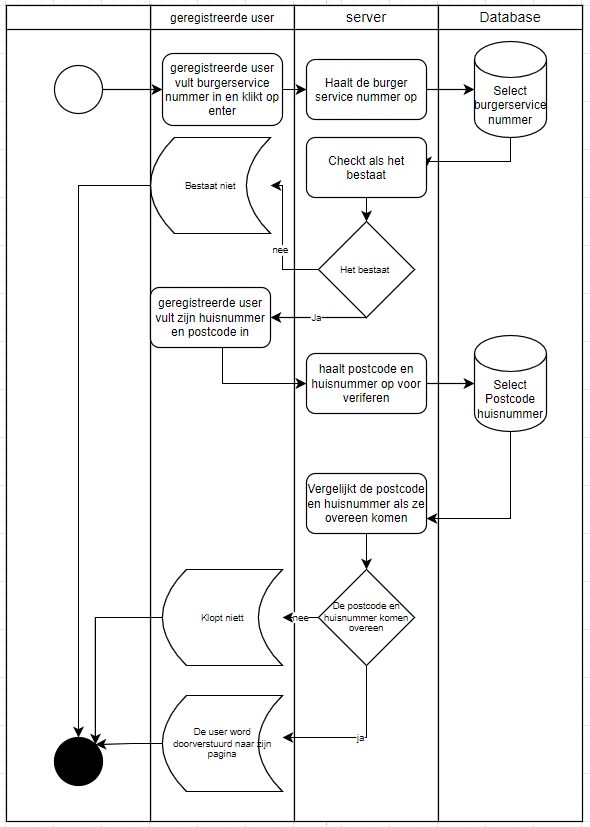 geregistreerde user
server
Database
geregistreerde user
vult burgerservice
nummer in en klikt op
enter
Haalt de burger
service nummer op
Select
burgerservice
nummer
Checkt als het
bestaat
Bestaat niet
nee
Het bestaat
geregistreerde user
vult zijn huisnummer
en postcode in
Ja
haalt postcode en
huisnummer op voor
veriferen
Select
Postcode
huisnummer
Vergelijkt de postcode
en huisnummer als ze
overeen komen
De postcode en
huisnummer komen
overeen
nee
Klopt niett
De user word
doorverstuurd naar zijn
pagina
ja